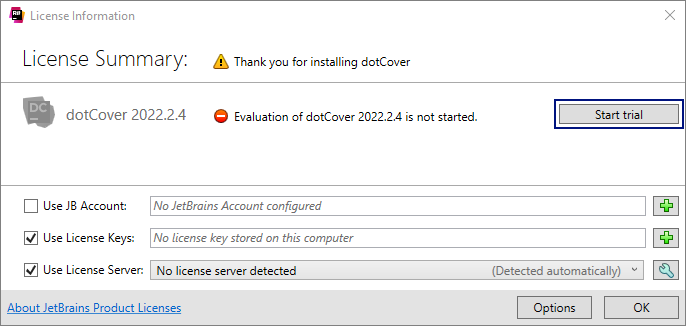 License Information
License Summary:
Thank you for installing dotCover
DC
dotCover 2022.2.4
Evaluation of dotCover 2022.2.4 is not started.
Start trial
Use JB Account:
No JetBrains Account configured
Use License Keys:
No license key stored on this computer
Use License Server:
No license server detected
(Detected automatically)
About JetBrains Product Licenses
Options
OK